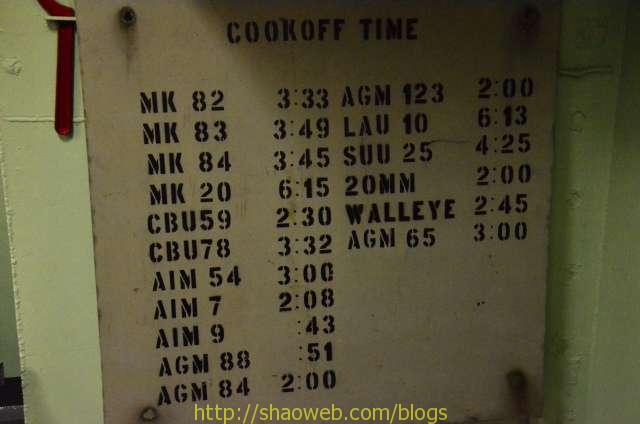 COOKOFF TIME
MK 82 3:33 AGM 123 2:00
MK 83 3:49 LAU 10 6:13
MK 84 3:45 SUU 25 4:25
MK 20 6:15 20MM 2:00
CBU59 2:30 WALLEYE 2:45
CBU78 3:32 AGM 65 3:00
AIM 54 3:00
AIM 7 2:08
AIM 9 :43
AGM 88 :51
AGM 84 2:00
http://shaoweb.com/blogs